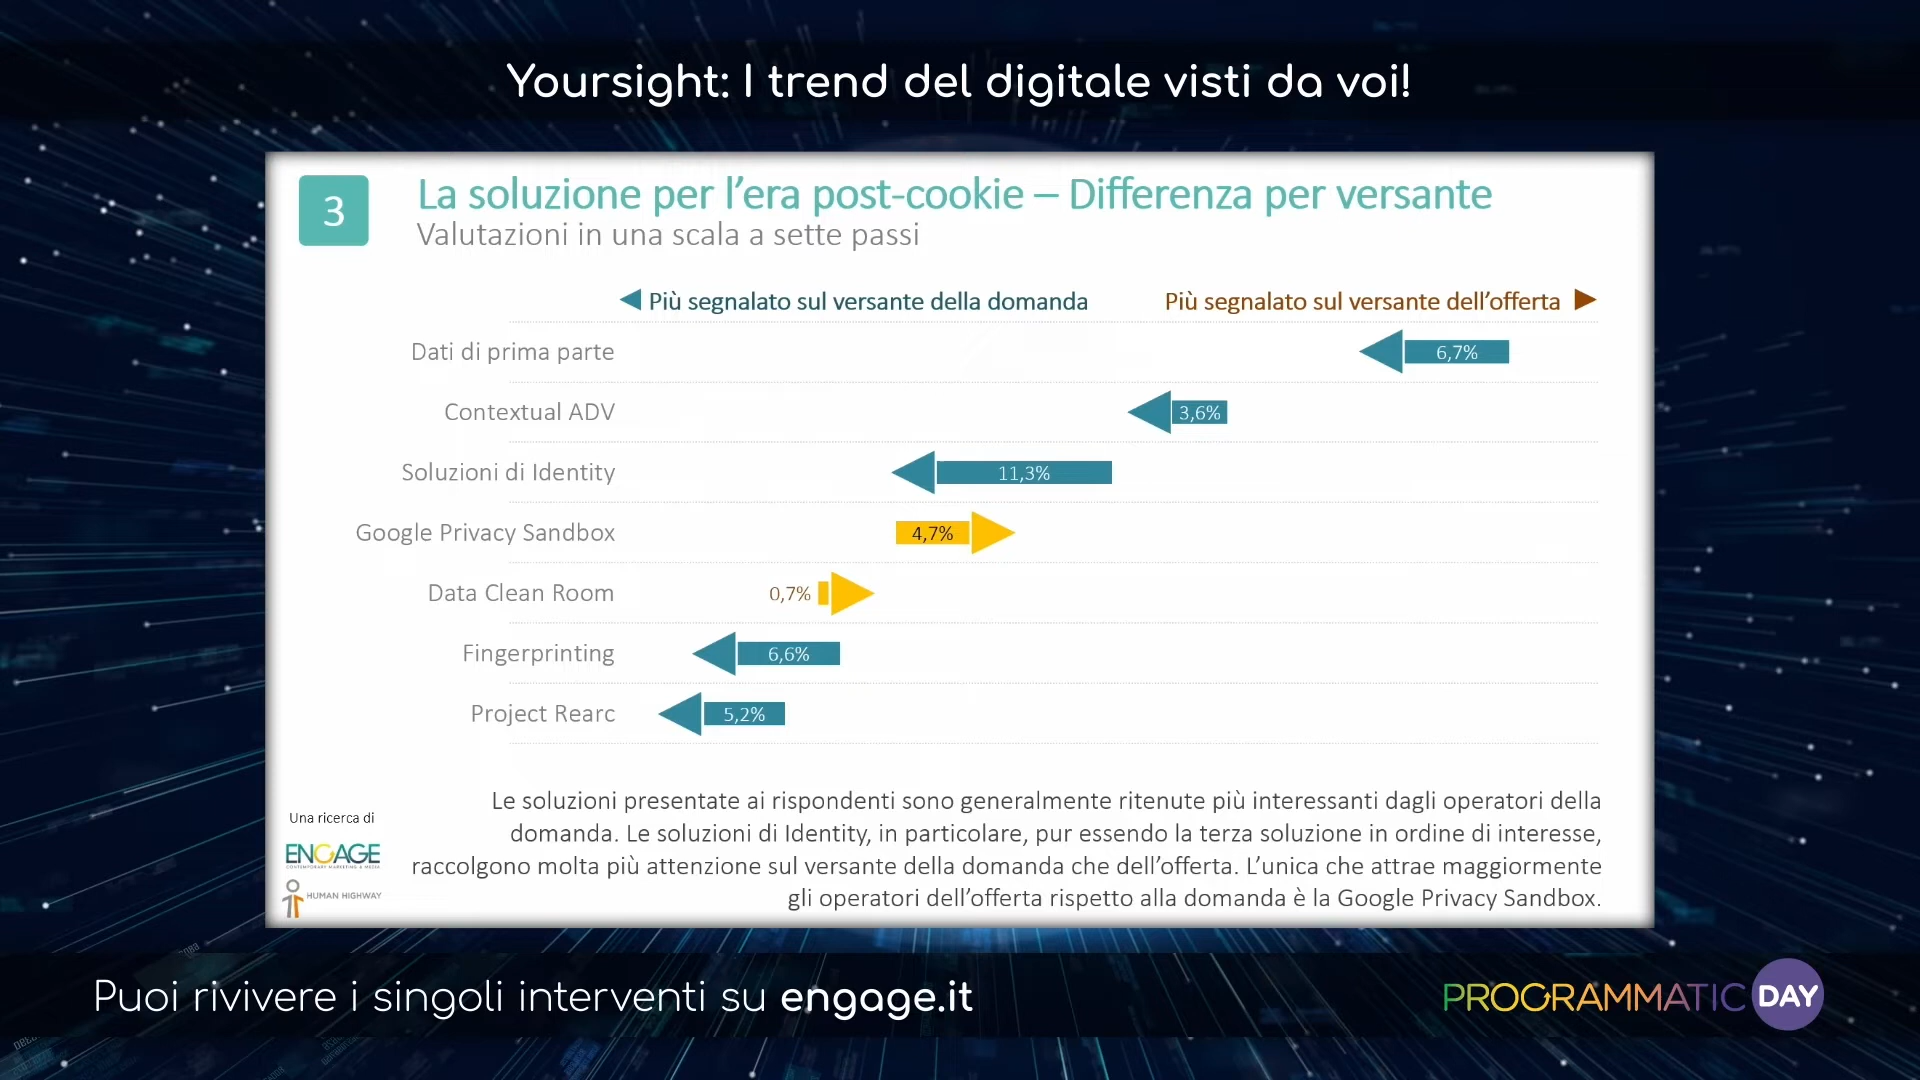 Yoursight: I trend del digitale visti da voi!
3
La soluzione per l'era post-cookie – Differenza per versante
Valutazioni in una scala a sette passi
Più segnalato sul versante della domanda
Più segnalato sul versante dell'offerta
Dati di prima parte
6,7%
Contextual ADV
3,6%
Soluzioni di Identity
11,3%
Google Privacy Sandbox
4,7%
Data Clean Room
0,7%
Fingerprinting
6,6%
Project Rearc
5,2%
Le soluzioni presentate ai rispondenti sono generalmente ritenute più interessanti dagli operatori della
domanda. Le soluzioni di Identity, in particolare, pur essendo la terza soluzione in ordine di interesse,
raccolgono molta più attenzione sul versante della domanda che dell'offerta. L'unica che attrae maggiormente
gli operatori dell'offerta rispetto alla domanda è la Google Privacy Sandbox.
Una ricerca di
ENGAGE
CONTEMPORARY MARKETING & MEDIA
HUMAN HIGHWAY
Puoi rivivere i singoli interventi su engage.it
PROGRAMMATIC DAY